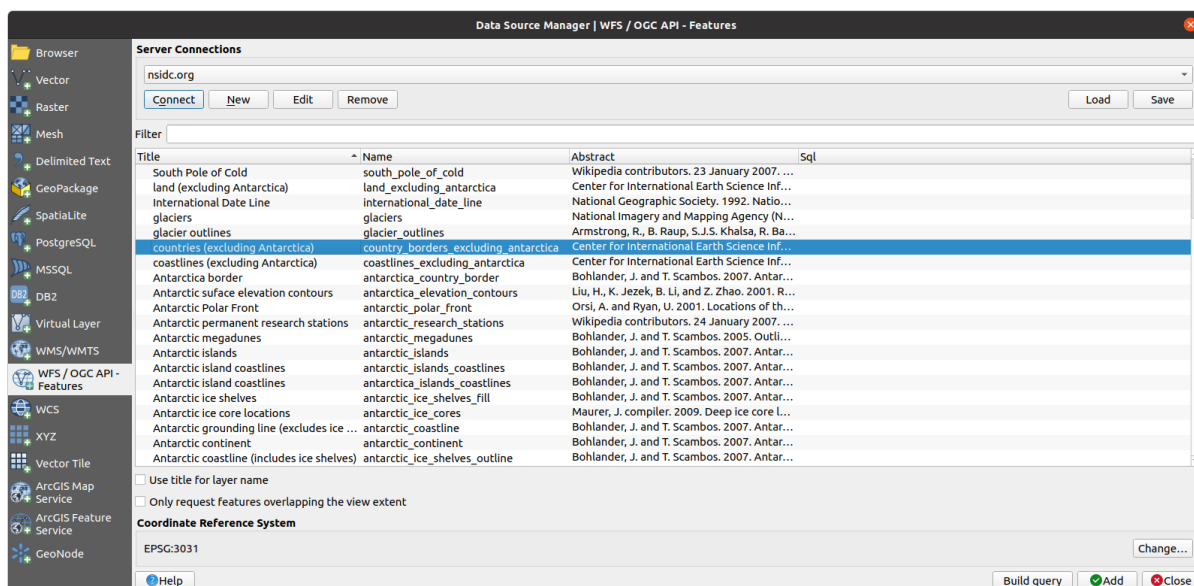 Data Source Manager | WFS / OGC API - Features
Browser
Vector
Raster
Mesh
Delimited Text
GeoPackage
SpatiaLite
PostgreSQL
MSSQL
DB2
DB2
Virtual Layer
WMS/WMTS
WFS / OGC API -
Features
WCS
XYZ
Vector Tile
ArcGIS Map
Service
ArcGIS Feature
Service
GeoNode
Server Connections
nsidc.org
Connect New Edit Remove Load Save
Filter
Title Name Abstract Sql
South Pole of Cold south_pole_of_cold Wikipedia contributors. 23 January 2007. ...
land (excluding Antarctica) land_excluding_antarctica Center for International Earth Science Inf...
International Date Line international_date_line National Geographic Society. 1992. Natio...
glaciers glaciers National Imagery and Mapping Agency (N...
glacier outlines glacier_outlines Armstrong, R., B. Raup, S.J.S. Khalsa, R. Ba...
countries (excluding Antarctica) country_borders_excluding_antarctica Center for International Earth Science Inf...
coastlines (excluding Antarctica) coastlines_excluding_antarctica Center for International Earth Science Inf...
Antarctica border antarctica_country_border Bohlander, J. and T. Scambos. 2007. Antar...
Antarctic suface elevation contours antarctica_elevation_contours Liu, H., K. Jezek, B. Li, and Z. Zhao. 2001. R...
Antarctic Polar Front antarctic_polar_front Orsi, A. and Ryan, U. 2001. Locations of th...
Antarctic permanent research stations antarctic_research_stations Wikipedia contributors. 24 January 2007. ...
Antarctic megadunes antarctic_megadunes Bohlander, J. and T. Scambos. 2005. Outli...
Antarctic islands antarctic_islands Bohlander, J. and T. Scambos. 2007. Antar...
Antarctic island coastlines antarctic_islands_coastlines Bohlander, J. and T. Scambos. 2007. Antar...
Antarctic island coastlines antarctica_islands_coastlines Bohlander, J. and T. Scambos. 2007. Antar...
Antarctic ice shelves antarctic_ice_shelves_fill Bohlander, J. and T. Scambos. 2007. Antar...
Antarctic ice core locations antarctic_ice_cores Maurer, J. compiler. 2009. Deep ice core l...
Antarctic grounding line (excludes ice ... antarctic_coastline Bohlander, J. and T. Scambos. 2007. Antar...
Antarctic continent antarctic_continent Bohlander, J. and T. Scambos. 2007. Antar...
Antarctic coastline (includes ice shelves) antarctic_ice_shelves_outline Bohlander, J. and T. Scambos. 2007. Antar...
Use title for layer name
Only request features overlapping the view extent
Coordinate Reference System
EPSG:3031 Change...
Help Build query Add Close